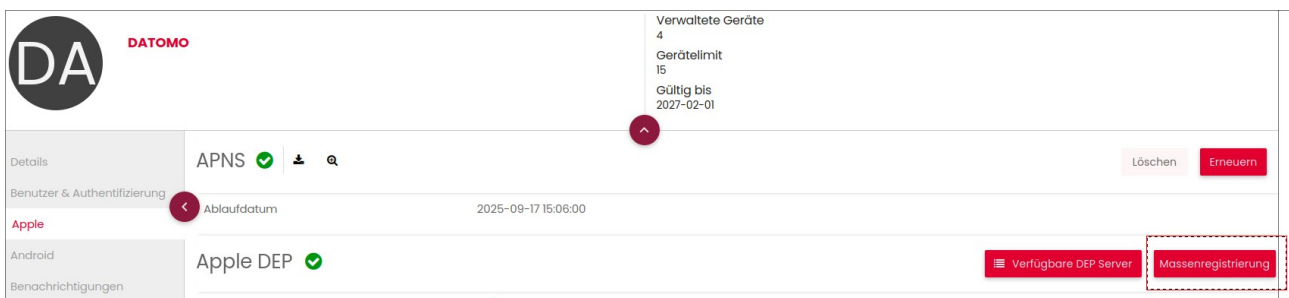 DA
DATOMO
Verwaltete Geräte
4
Gerätelimit
15
Gültig bis
2027-02-01
Details
Benutzer & Authentifizierung
Apple
Android
Benachrichtigungen
APNS
Löschen
Erneuern
Ablaufdatum
2025-09-17 15:06:00
Apple DEP
Verfügbare DEP Server
Massenregistrierung